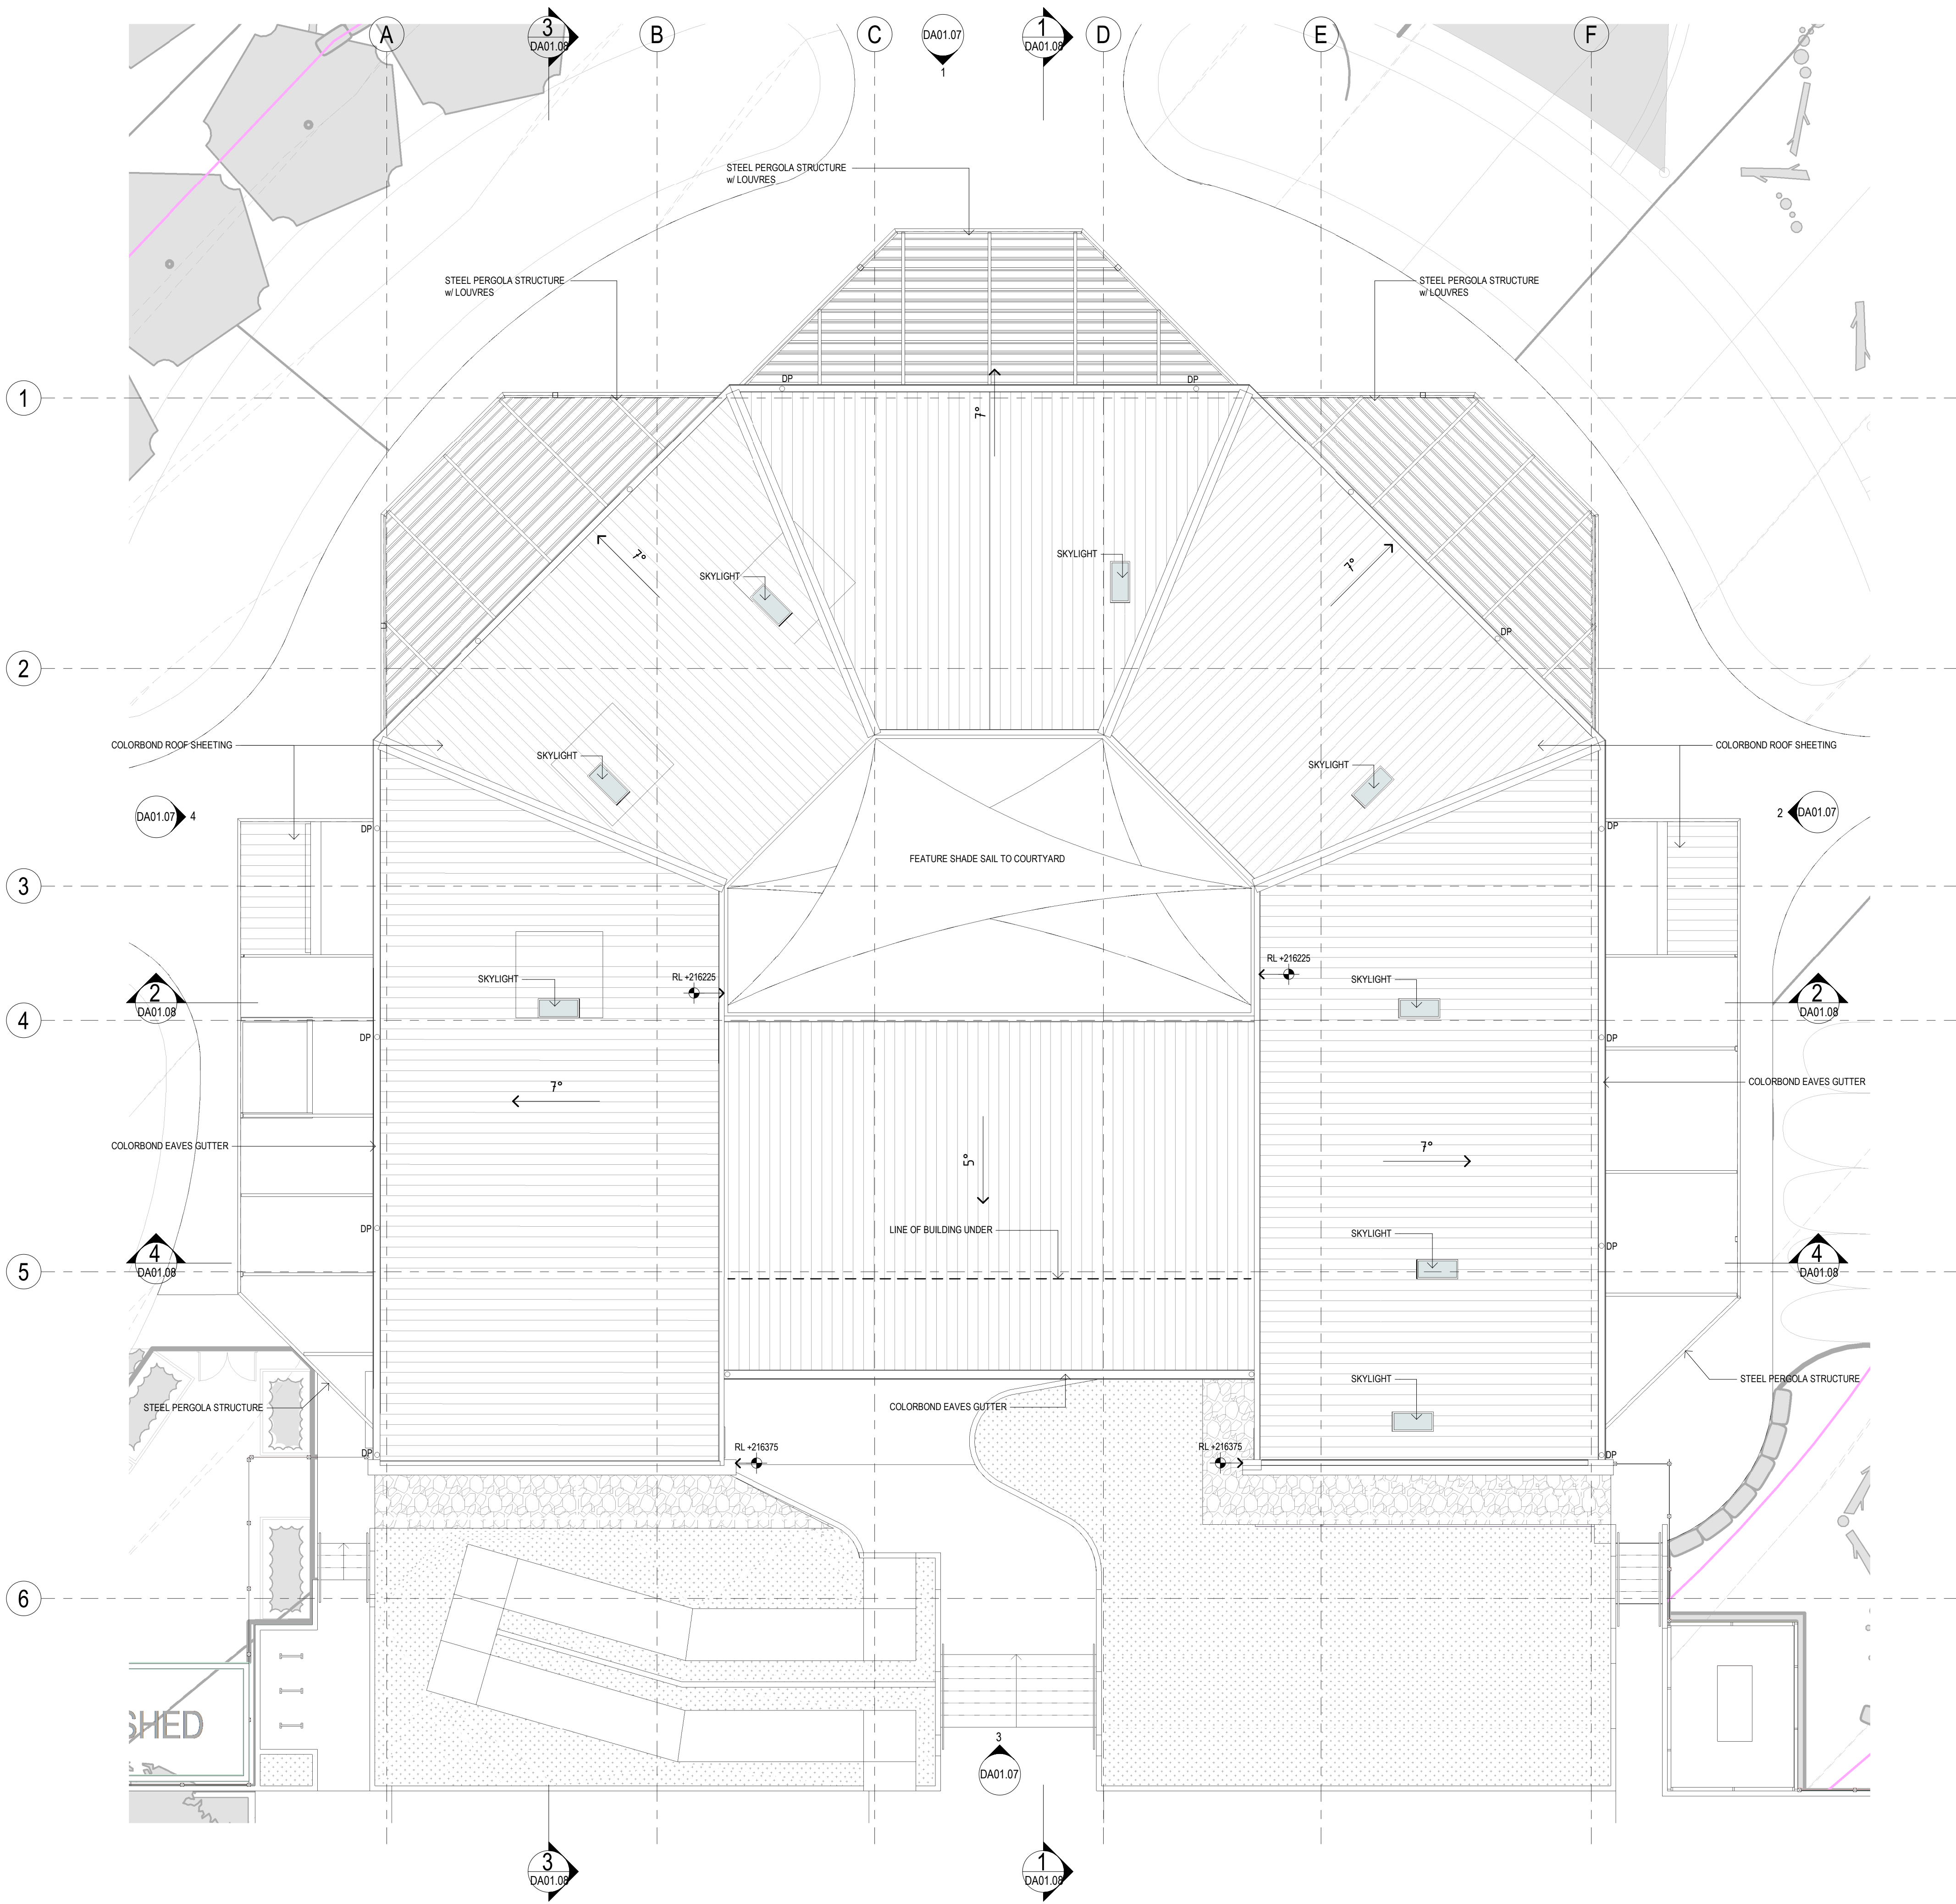 A
3
DA01.08
B
C
DA01.07
1
1
DA01.08
D
E
F
STEEL PERGOLA STRUCTURE
w/ LOUVRES
STEEL PERGOLA STRUCTURE
w/ LOUVRES
STEEL PERGOLA STRUCTURE
w/ LOUVRES
1
DP
DP
7°
7°
SKYLIGHT
SKYLIGHT
7°
DP
2
COLORBOND ROOF SHEETING
SKYLIGHT
SKYLIGHT
COLORBOND ROOF SHEETING
DA01.07
4
DP
DP
2
DA01.07
FEATURE SHADE SAIL TO COURTYARD
3
SKYLIGHT
RL +216225
RL +216225
SKYLIGHT
2
DA01.08
2
DA01.08
4
DP
DP
7°
COLORBOND EAVES GUTTER
COLORBOND EAVES GUTTER
5°
7°
DP
LINE OF BUILDING UNDER
SKYLIGHT
DP
4
DA01.08
4
DA01.08
5
STEEL PERGOLA STRUCTURE
COLORBOND EAVES GUTTER
SKYLIGHT
STEEL PERGOLA STRUCTURE
DP
RL +216375
RL +216375
DP
6
SHED
3
DA01.07
3
DA01.08
1
DA01.08